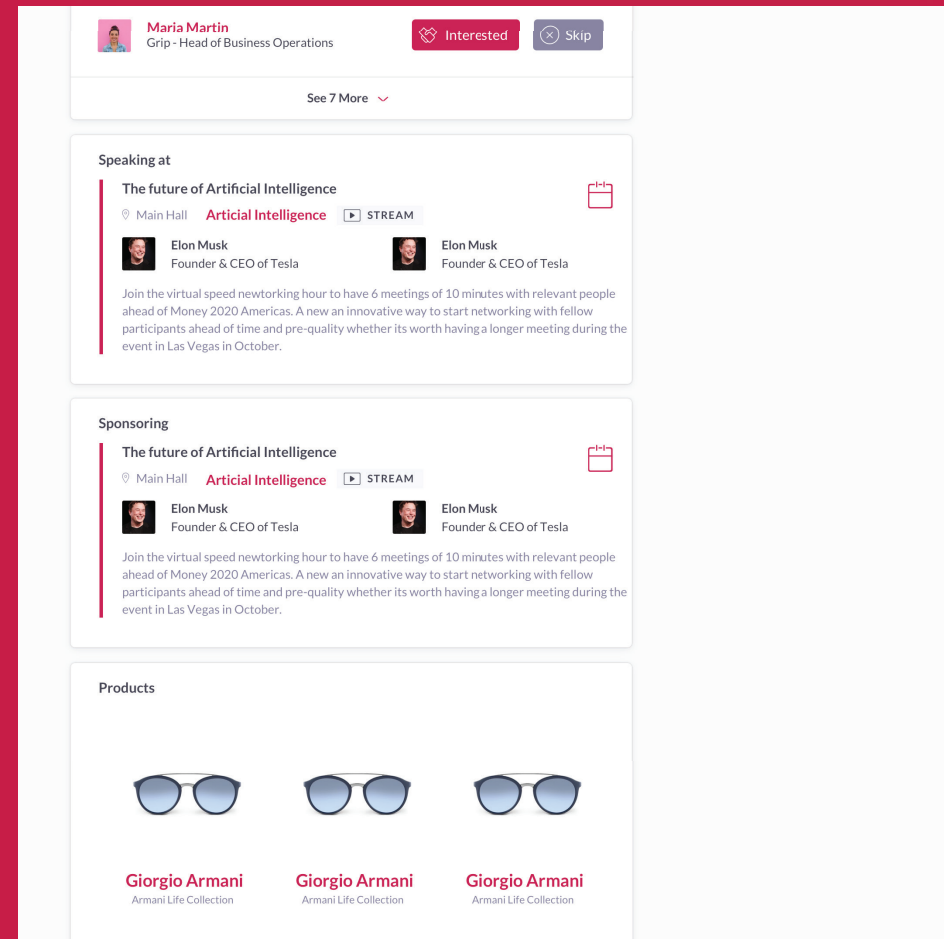 Maria Martin
Grip - Head of Business Operations
Interested
Skip
See 7 More
Speaking at
The future of Artificial Intelligence
Main Hall Articial Intelligence STREAM
Elon Musk
Founder & CEO of Tesla
Elon Musk
Founder & CEO of Tesla
Join the virtual speed newtorking hour to have 6 meetings of 10 minutes with relevant people
ahead of Money 2020 Americas. A new an innovative way to start networking with fellow
participants ahead of time and pre-quality whether its worth having a longer meeting during the
event in Las Vegas in October.
Sponsoring
The future of Artificial Intelligence
Main Hall Articial Intelligence STREAM
Elon Musk
Founder & CEO of Tesla
Elon Musk
Founder & CEO of Tesla
Join the virtual speed newtorking hour to have 6 meetings of 10 minutes with relevant people
ahead of Money 2020 Americas. A new an innovative way to start networking with fellow
participants ahead of time and pre-quality whether its worth having a longer meeting during the
event in Las Vegas in October.
Products
Giorgio Armani
Armani Life Collection
Giorgio Armani
Armani Life Collection
Giorgio Armani
Armani Life Collection